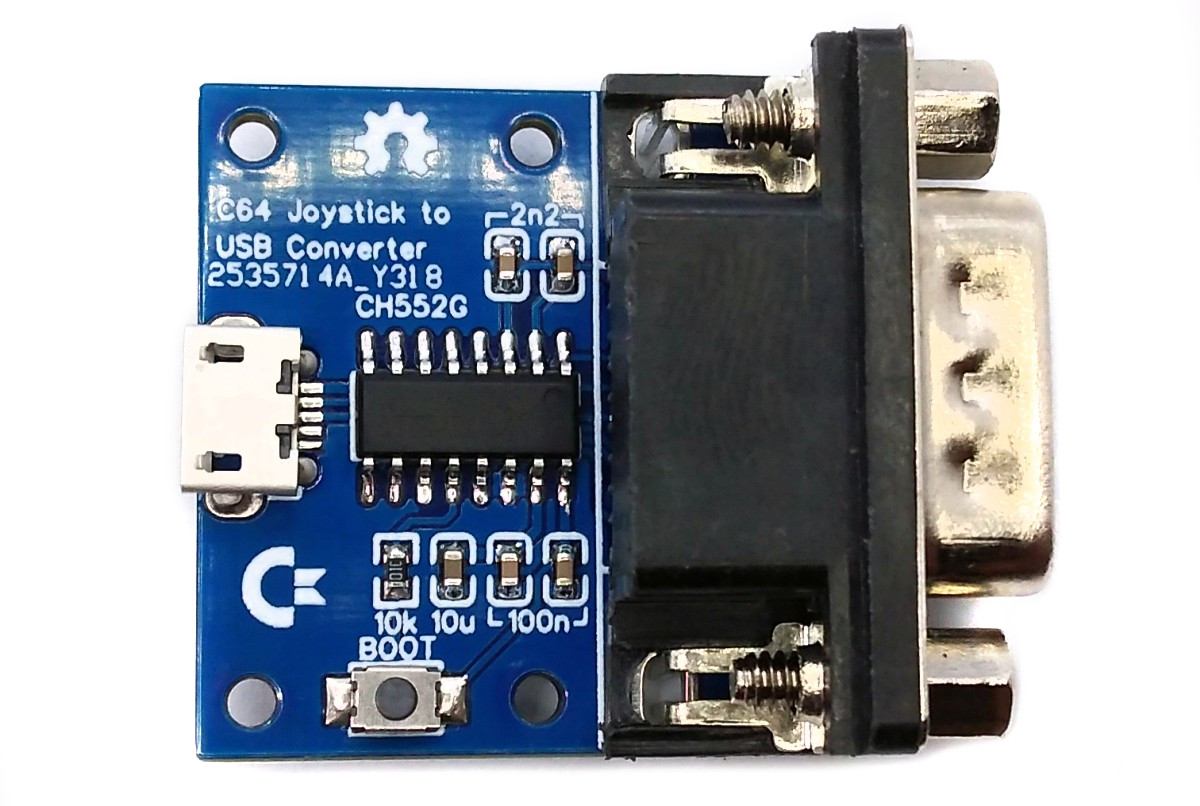 C64 Joystick to
USB Converter
2535714A_Y318
CH552G
2n2
10k 10u 100n
BOOT